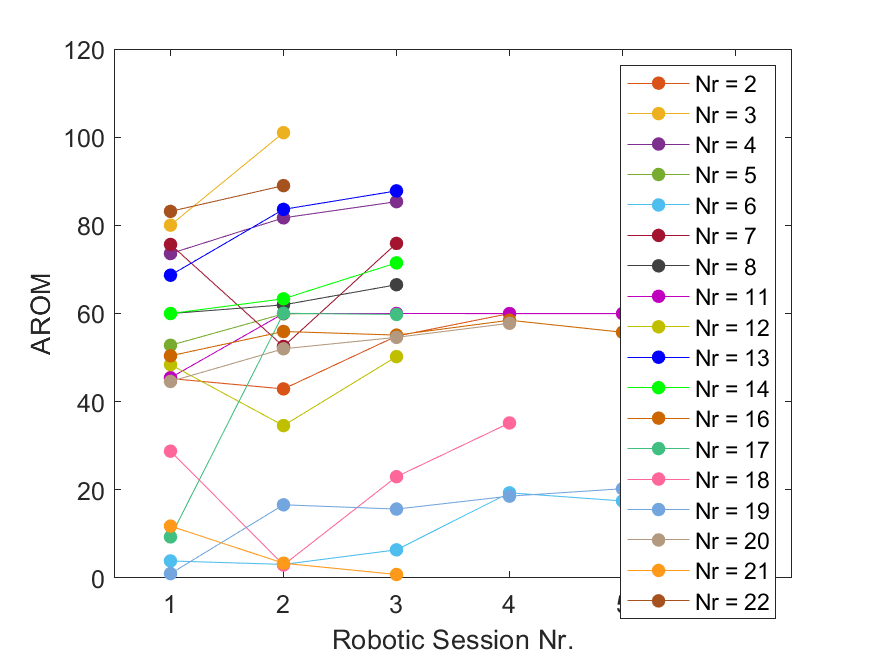 120
100
80
60
40
20
0
AROM
1
2
3
4
Robotic Session Nr.
Nr = 2
Nr = 3
Nr = 4
Nr = 5
Nr = 6
Nr = 7
Nr = 8
Nr = 11
Nr = 12
Nr = 13
Nr = 14
Nr = 16
Nr = 17
Nr = 18
Nr = 19
Nr = 20
Nr = 21
Nr = 22